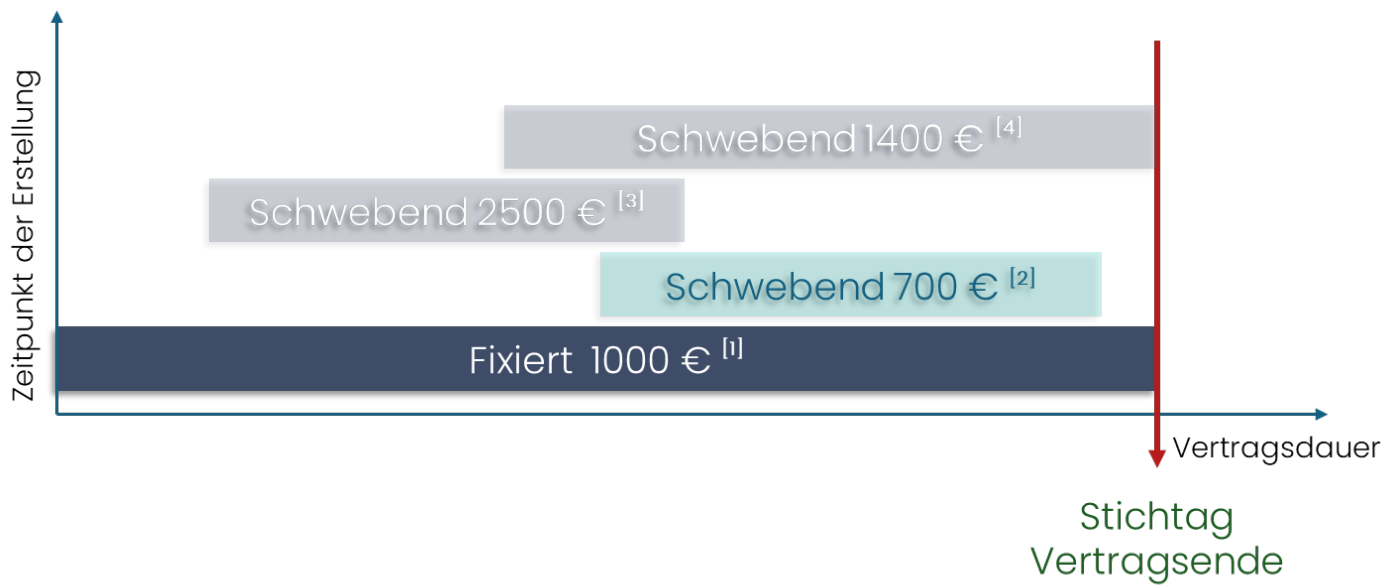 Zeitpunkt der Erstellung
Schwebend 1400 € [4]
Schwebend 2500 € [3]
Schwebend 700 € [2]
Fixiert 1000 € [1]
Vertragsdauer
Stichtag
Vertragsende